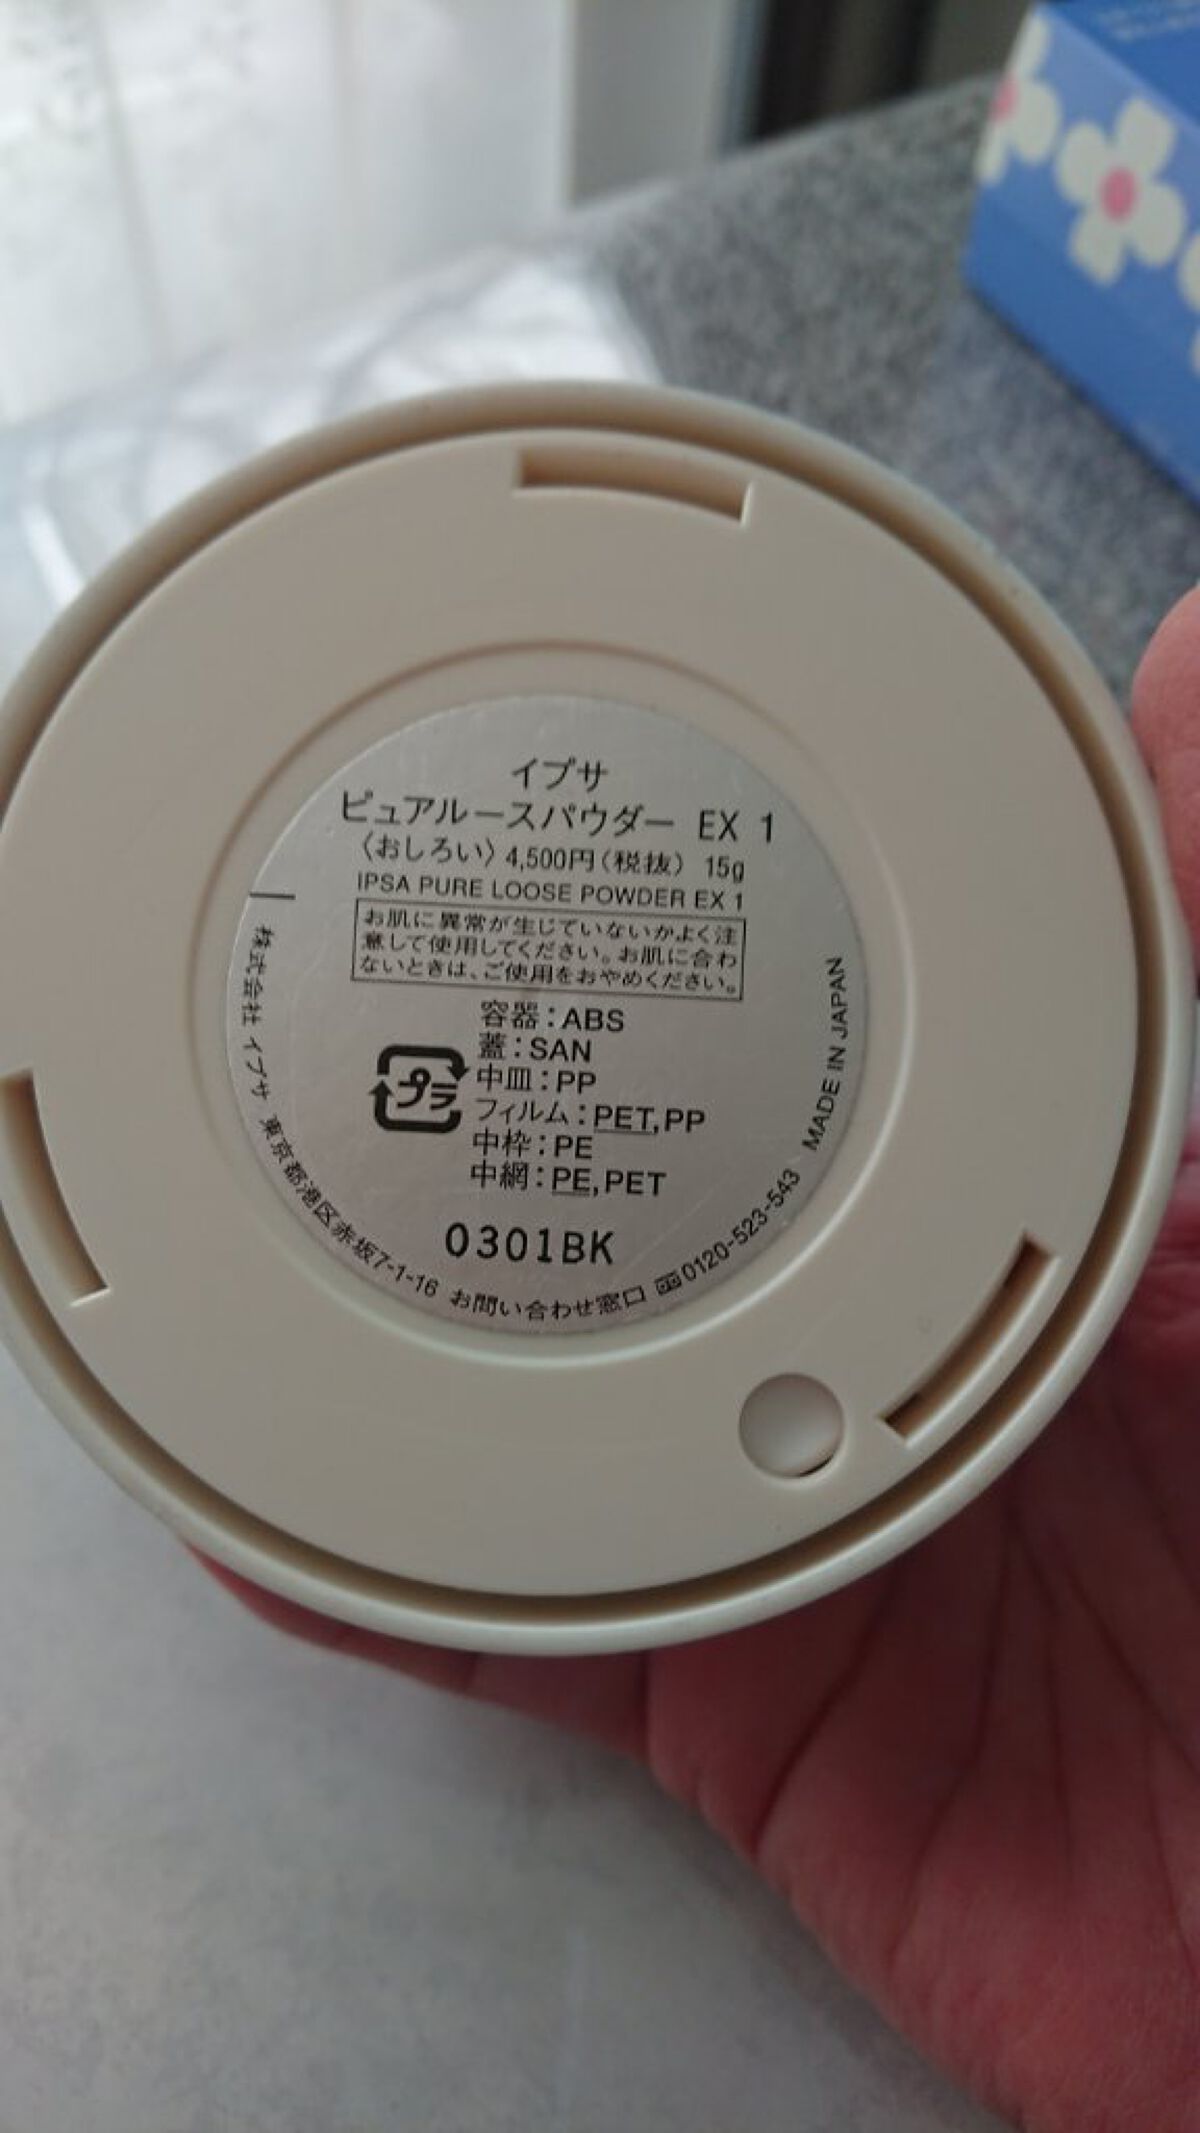 イプサ
ピュアルースパウダー EX 1
〈おしろい〉4,500円(税抜) 15g
IPSA PURE LOOSE POWDER EX 1
お肌に異常が生じていないかよく注
意して使用してください。お肌に合わ
ないときは、ご使用をおやめください。
容器:ABS
蓋:SAN
プラ
中皿:PP
フィルム:PET,PP
中枠:PE
中網:PE,PET
0301BK
株式会社 イプサ 東京都港区赤坂7-1-16 お問い合わせ窓口 0120-523-543 MADE IN JAPAN